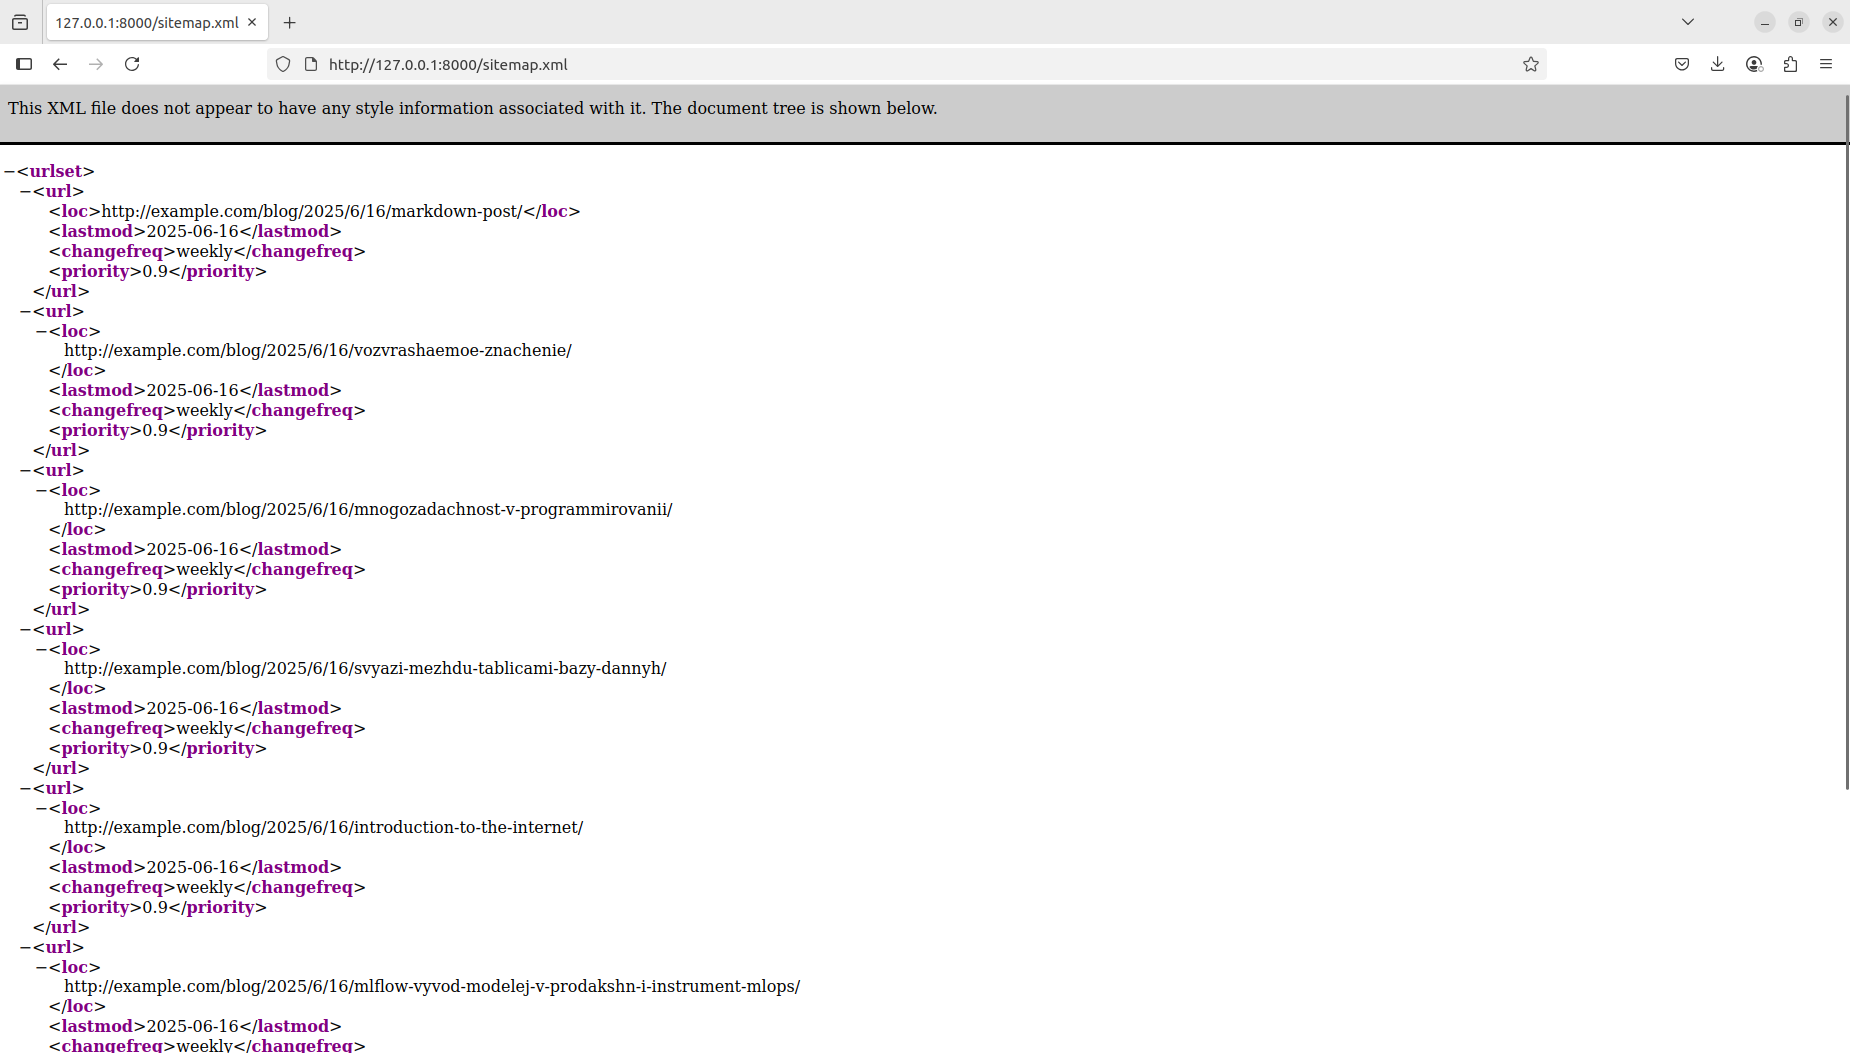 127.0.0.1:8000/sitemap.xml
http://127.0.0.1:8000/sitemap.xml
This XML file does not appear to have any style information associated with it. The document tree is shown below.
−<urlset>
−<url>
<loc>http://example.com/blog/2025/6/16/markdown-post/</loc>
<lastmod>2025-06-16</lastmod>
<changefreq>weekly</changefreq>
<priority>0.9</priority>
</url>
−<url>
−<loc>
http://example.com/blog/2025/6/16/vozvrashaemoe-znachenie/
</loc>
<lastmod>2025-06-16</lastmod>
<changefreq>weekly</changefreq>
<priority>0.9</priority>
</url>
−<url>
−<loc>
http://example.com/blog/2025/6/16/mnogozadachnost-v-programmirovanii/
</loc>
<lastmod>2025-06-16</lastmod>
<changefreq>weekly</changefreq>
<priority>0.9</priority>
</url>
−<url>
−<loc>
http://example.com/blog/2025/6/16/svyazi-mezhdu-tablicami-bazy-dannyh/
</loc>
<lastmod>2025-06-16</lastmod>
<changefreq>weekly</changefreq>
<priority>0.9</priority>
</url>
−<url>
−<loc>
http://example.com/blog/2025/6/16/introduction-to-the-internet/
</loc>
<lastmod>2025-06-16</lastmod>
<changefreq>weekly</changefreq>
<priority>0.9</priority>
</url>
−<url>
−<loc>
http://example.com/blog/2025/6/16/mlflow-vyvod-modelej-v-prodakshn-i-instrument-mlops/
</loc>
<lastmod>2025-06-16</lastmod>
<changefreq>weekly</changefreq>